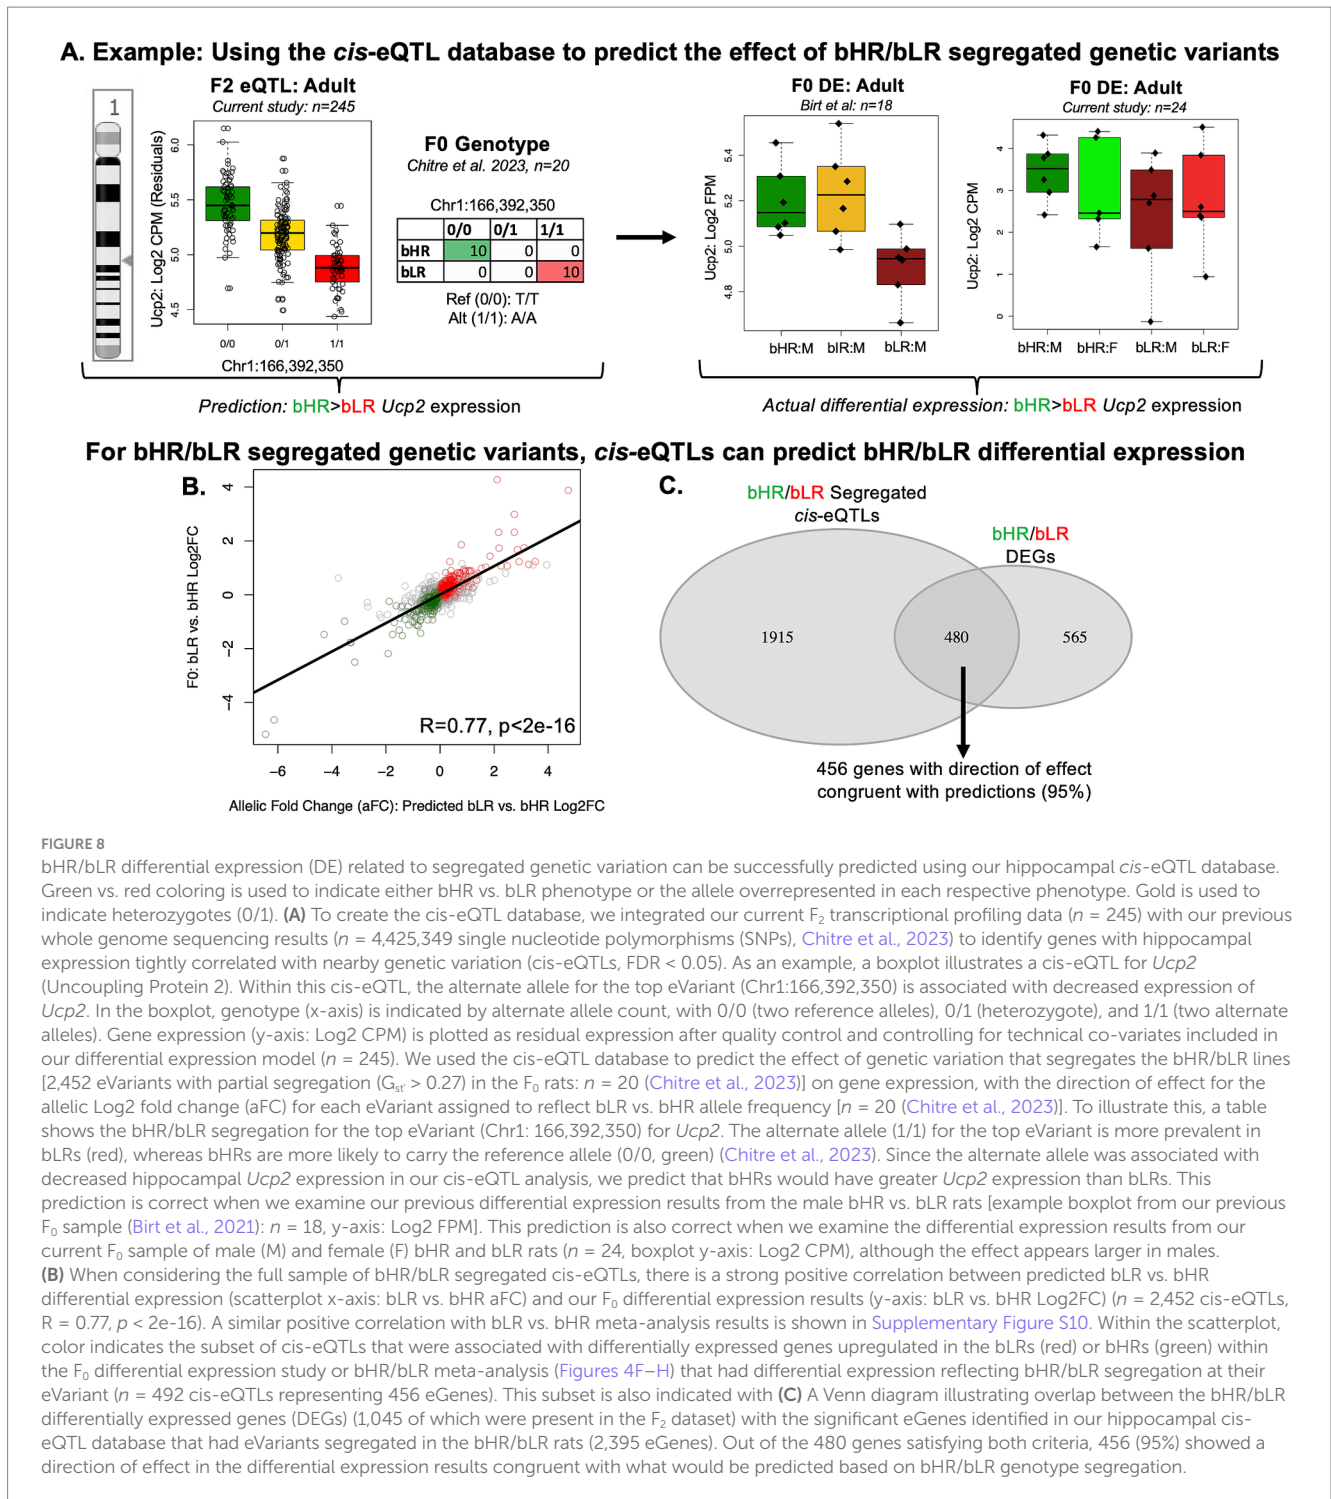 A. Example: Using the cis-eQTL database to predict the effect of bHR/bLR segregated genetic variants
1
F2 eQTL: Adult
Current study: n=245
Ucp2: Log2 CPM (Residuals)
6.0
5.5
5.0
4.5
0/0
0/1
1/1
Chr1:166,392,350
F0 Genotype
Chitre et al. 2023, n=20
Chr1:166,392,350
0/0 0/1 1/1
bHR 10 0 0
bLR 0 0 10
Ref (0/0): T/T
Alt (1/1): A/A
Prediction: bHR>bLR Ucp2 expression
F0 DE: Adult
Birt et al: n=18
Ucp2: Log2 FPM
5.4
5.2
5.0
4.8
bHR:M
bIR:M
bLR:M
F0 DE: Adult
Current study: n=24
Ucp2: Log2 CPM
4
3
2
1
0
bHR:M
bHR:F
bLR:M
bLR:F
Actual differential expression: bHR>bLR Ucp2 expression
For bHR/bLR segregated genetic variants, cis-eQTLs can predict bHR/bLR differential expression
B.
F0: bLR vs. bHR Log2FC
4
2
0
−2
−4
R=0.77, p<2e-16
−6
−4
−2
0
2
4
Allelic Fold Change (aFC): Predicted bLR vs. bHR Log2FC
C.
bHR/bLR Segregated
cis-eQTLs
bHR/bLR
DEGs
1915
480
565
456 genes with direction of effect
congruent with predictions (95%)
FIGURE 8
bHR/bLR differential expression (DE) related to segregated genetic variation can be successfully predicted using our hippocampal cis-eQTL database.
Green vs. red coloring is used to indicate either bHR vs. bLR phenotype or the allele overrepresented in each respective phenotype. Gold is used to
indicate heterozygotes (0/1). (A) To create the cis-eQTL database, we integrated our current F2 transcriptional profiling data (n = 245) with our previous
whole genome sequencing results (n = 4,425,349 single nucleotide polymorphisms (SNPs), Chitre et al., 2023) to identify genes with hippocampal
expression tightly correlated with nearby genetic variation (cis-eQTLs, FDR < 0.05). As an example, a boxplot illustrates a cis-eQTL for Ucp2
(Uncoupling Protein 2). Within this cis-eQTL, the alternate allele for the top eVariant (Chr1:166,392,350) is associated with decreased expression of
Ucp2. In the boxplot, genotype (x-axis) is indicated by alternate allele count, with 0/0 (two reference alleles), 0/1 (heterozygote), and 1/1 (two alternate
alleles). Gene expression (y-axis: Log2 CPM) is plotted as residual expression after quality control and controlling for technical co-variates included in
our differential expression model (n = 245). We used the cis-eQTL database to predict the effect of genetic variation that segregates the bHR/bLR lines
[2,452 eVariants with partial segregation (Gst' > 0.27) in the F0 rats: n = 20 (Chitre et al., 2023)] on gene expression, with the direction of effect for the
allelic Log2 fold change (aFC) for each eVariant assigned to reflect bLR vs. bHR allele frequency [n = 20 (Chitre et al., 2023)]. To illustrate this, a table
shows the bHR/bLR segregation for the top eVariant (Chr1: 166,392,350) for Ucp2. The alternate allele (1/1) for the top eVariant is more prevalent in
bLRs (red), whereas bHRs are more likely to carry the reference allele (0/0, green) (Chitre et al., 2023). Since the alternate allele was associated with
decreased hippocampal Ucp2 expression in our cis-eQTL analysis, we predict that bHRs would have greater Ucp2 expression than bLRs. This
prediction is correct when we examine our previous differential expression results from the male bHR vs. bLR rats [example boxplot from our previous
F0 sample (Birt et al., 2021): n = 18, y-axis: Log2 FPM]. This prediction is also correct when we examine the differential expression results from our
current F0 sample of male (M) and female (F) bHR and bLR rats (n = 24, boxplot y-axis: Log2 CPM), although the effect appears larger in males.
(B) When considering the full sample of bHR/bLR segregated cis-eQTLs, there is a strong positive correlation between predicted bLR vs. bHR
differential expression (scatterplot x-axis: bLR vs. bHR aFC) and our F0 differential expression results (y-axis: bLR vs. bHR Log2FC) (n = 2,452 cis-eQTLs,
R = 0.77, p < 2e-16). A similar positive correlation with bLR vs. bHR meta-analysis results is shown in Supplementary Figure S10. Within the scatterplot,
color indicates the subset of cis-eQTLs that were associated with differentially expressed genes upregulated in the bLRs (red) or bHRs (green) within
the F0 differential expression study or bHR/bLR meta-analysis (Figures 4F–H) that had differential expression reflecting bHR/bLR segregation at their
eVariant (n = 492 cis-eQTLs representing 456 eGenes). This subset is also indicated with (C) A Venn diagram illustrating overlap between the bHR/bLR
differentially expressed genes (DEGs) (1,045 of which were present in the F2 dataset) with the significant eGenes identified in our hippocampal cis-
eQTL database that had eVariants segregated in the bHR/bLR rats (2,395 eGenes). Out of the 480 genes satisfying both criteria, 456 (95%) showed a
direction of effect in the differential expression results congruent with what would be predicted based on bHR/bLR genotype segregation.